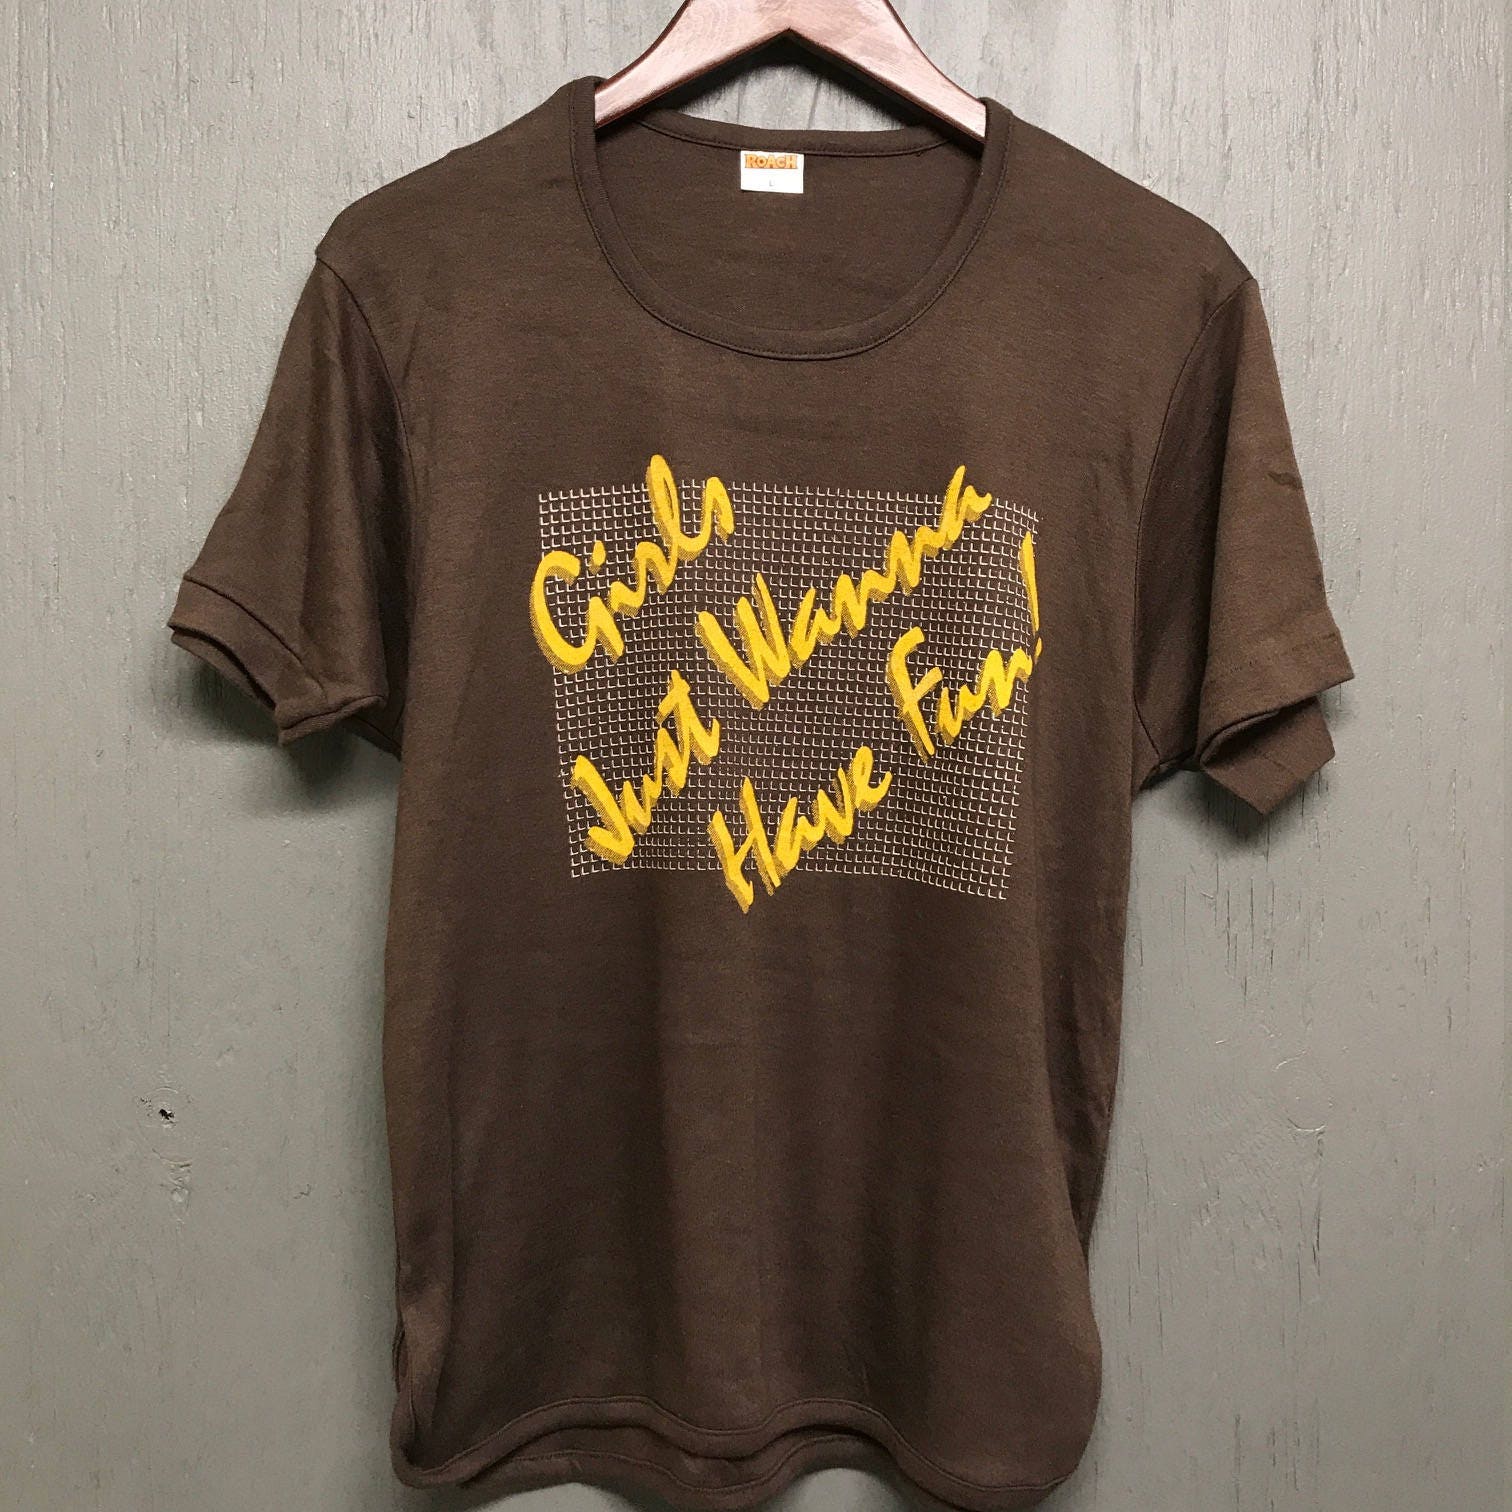 ROACH
L
Girls
Just Wanna
Have Fun!